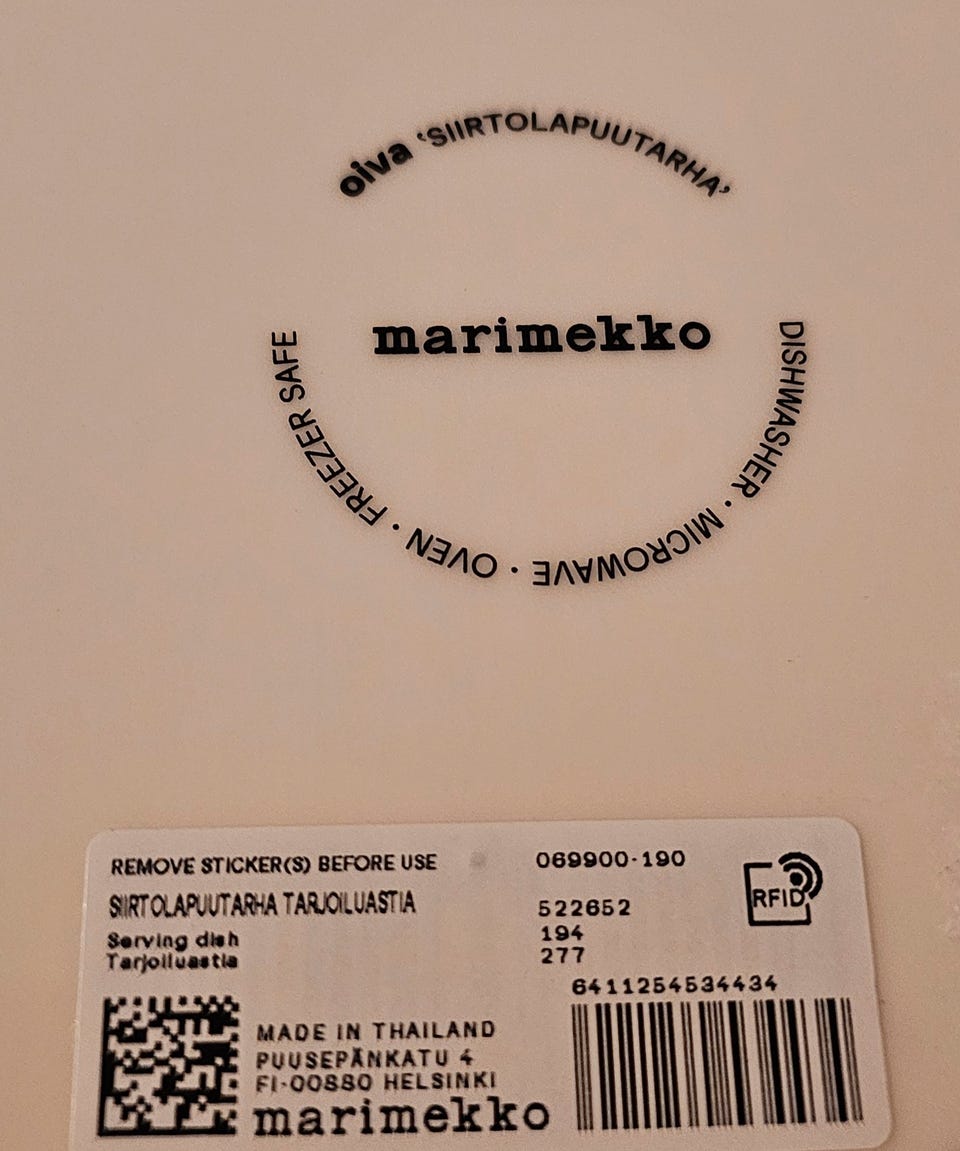 oiva ‘SIIRTOLAPUUTARHA’
marimekko
DISHWASHER · MICROWAVE · OVEN · FREEZER SAFE
REMOVE STICKER(S) BEFORE USE
069900-190
SIIRTOLAPUUTARHA TARJOILUASTIA
522652
Serving dish
194
Tarjoiluastia
277
RFID
6411254534434
MADE IN THAILAND
PUUSEPÄNKATU 4
FI-00880 HELSINKI
marimekko